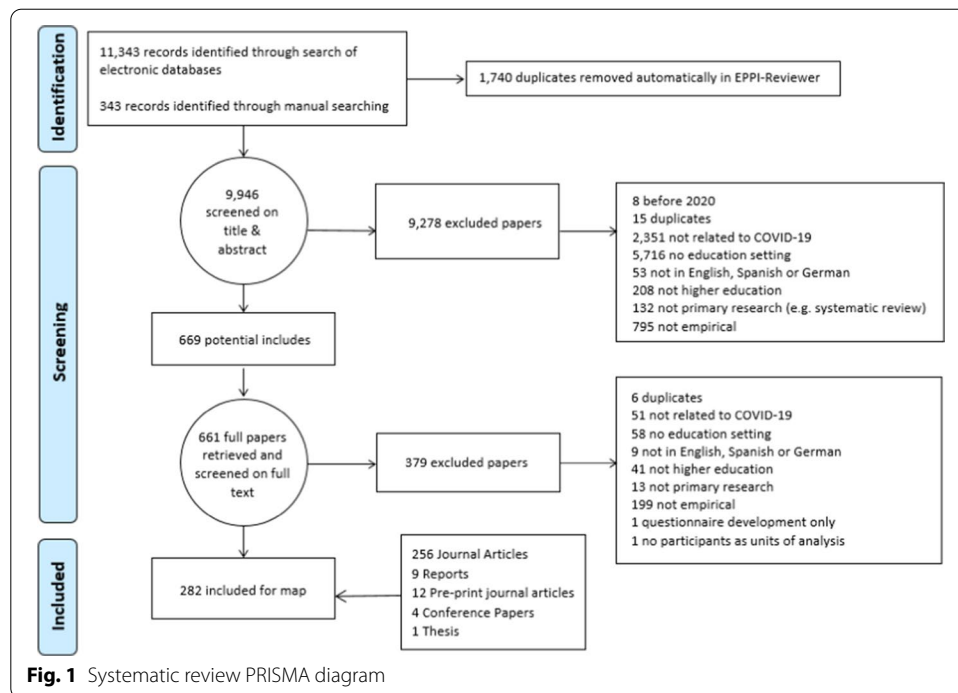 Identification
11,343 records identified through search of
electronic databases
343 records identified through manual searching
1,740 duplicates removed automatically in EPPI-Reviewer
Screening
9,946
screened on
title &
abstract
9,278 excluded papers
8 before 2020
15 duplicates
2,351 not related to COVID-19
5,716 no education setting
53 not in English, Spanish or German
208 not higher education
132 not primary research (e.g. systematic review)
795 not empirical
669 potential includes
661 full papers
retrieved and
screened on full
text
379 excluded papers
6 duplicates
51 not related to COVID-19
58 no education setting
9 not in English, Spanish or German
41 not higher education
13 not primary research
199 not empirical
1 questionnaire development only
1 no participants as units of analysis
Included
282 included for map
256 Journal Articles
9 Reports
12 Pre-print journal articles
4 Conference Papers
1 Thesis
Fig. 1 Systematic review PRISMA diagram